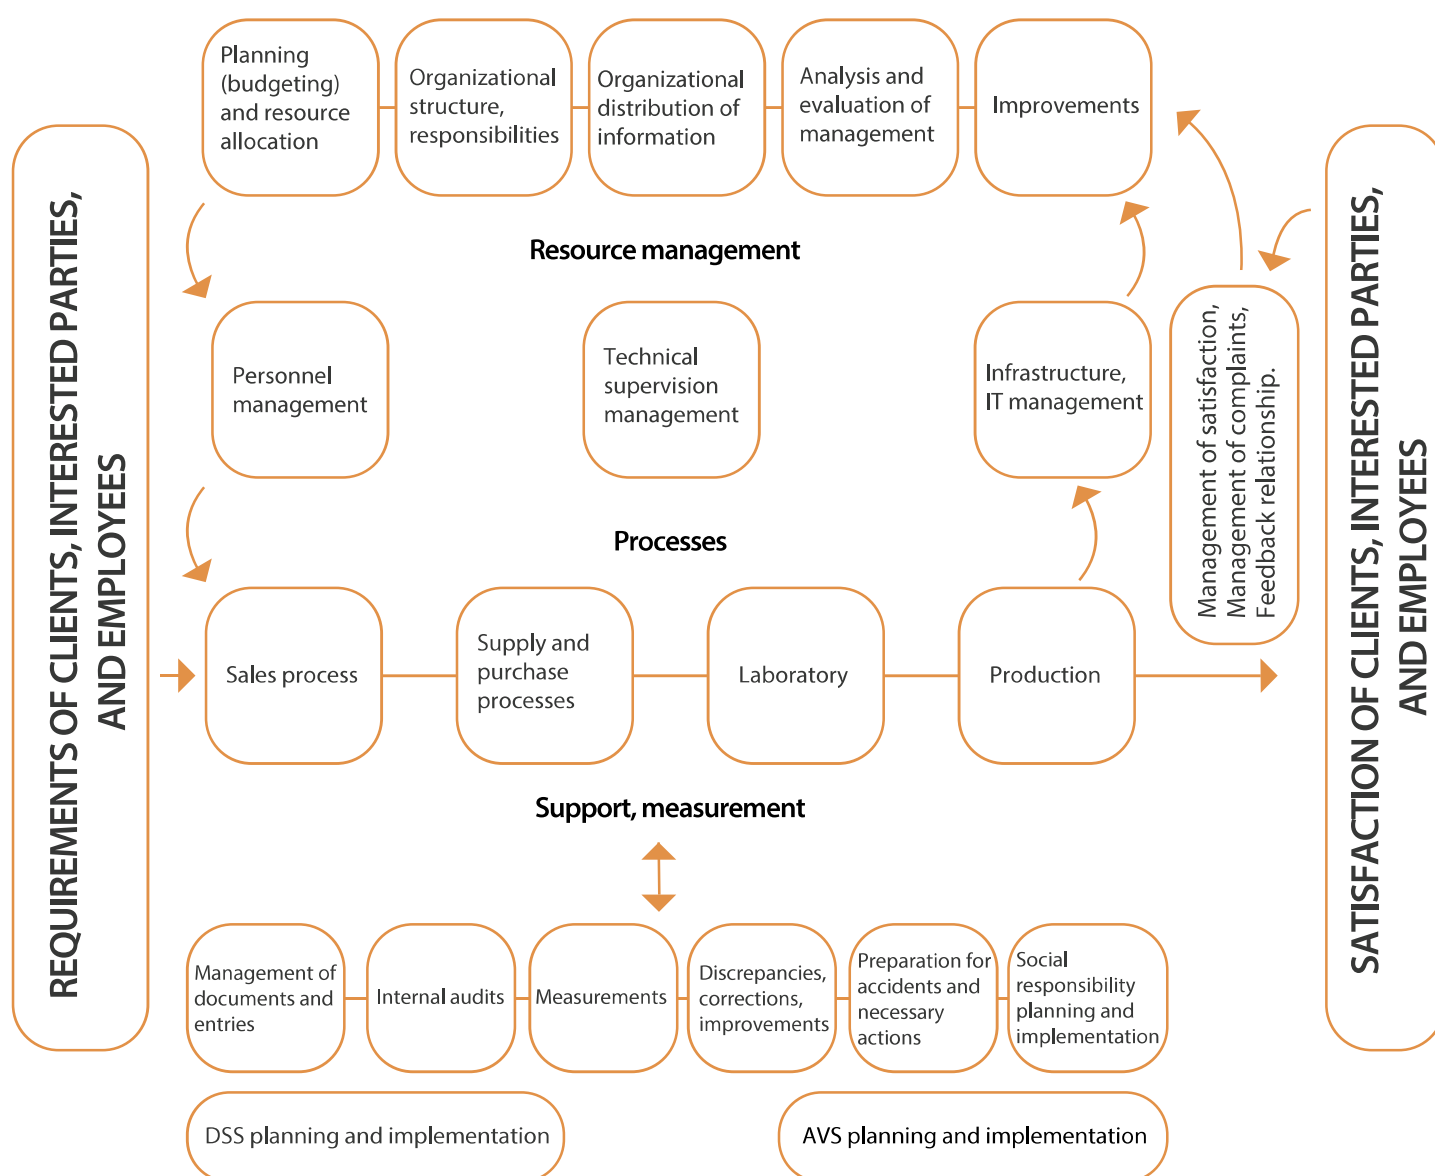 Planning
(budgeting)
and resource
allocation
Organizational
structure,
responsibilities
Organizational
distribution of
information
Analysis and
evaluation of
management
Improvements
REQUIREMENTS OF CLIENTS, INTERESTED PARTIES,
AND EMPLOYEES
Resource management
Personnel
management
Technical
supervision
management
Infrastructure,
IT management
Management of satisfaction,
Management of complaints,
Feedback relationship.
SATISFACTION OF CLIENTS, INTERESTED PARTIES,
AND EMPLOYEES
Processes
Sales process
Supply and
purchase
processes
Laboratory
Production
Support, measurement
Management of
documents and
entries
Internal audits
Measurements
Discrepancies,
corrections,
improvements
Preparation for
accidents and
necessary
actions
Social
responsibility
planning and
implementation
DSS planning and implementation
AVS planning and implementation